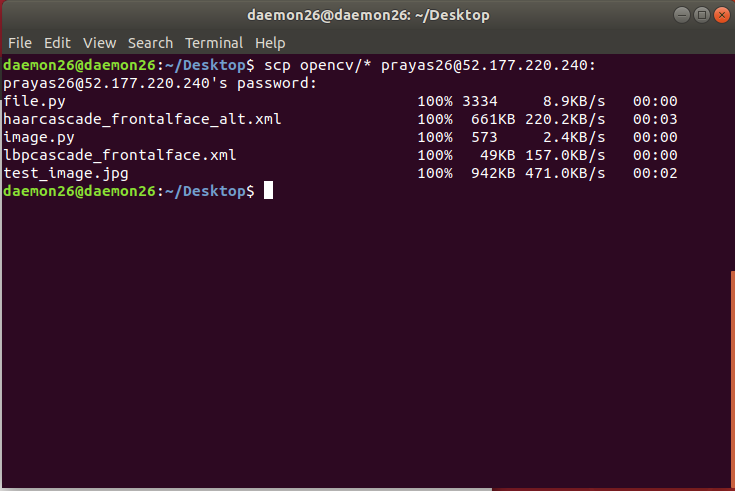 daemon26@daemon26: ~/Desktop
File Edit View Search Terminal Help
daemon26@daemon26:~/Desktop$ scp opencv/* prayas26@52.177.220.240:
prayas26@52.177.220.240's password:
file.py 100% 3334 8.9KB/s 00:00
haarcascade_frontalface_alt.xml 100% 661KB 220.2KB/s 00:03
image.py 100% 573 2.4KB/s 00:00
lbpcascade_frontalface.xml 100% 49KB 157.0KB/s 00:00
test_image.jpg 100% 942KB 471.0KB/s 00:02
daemon26@daemon26:~/Desktop$